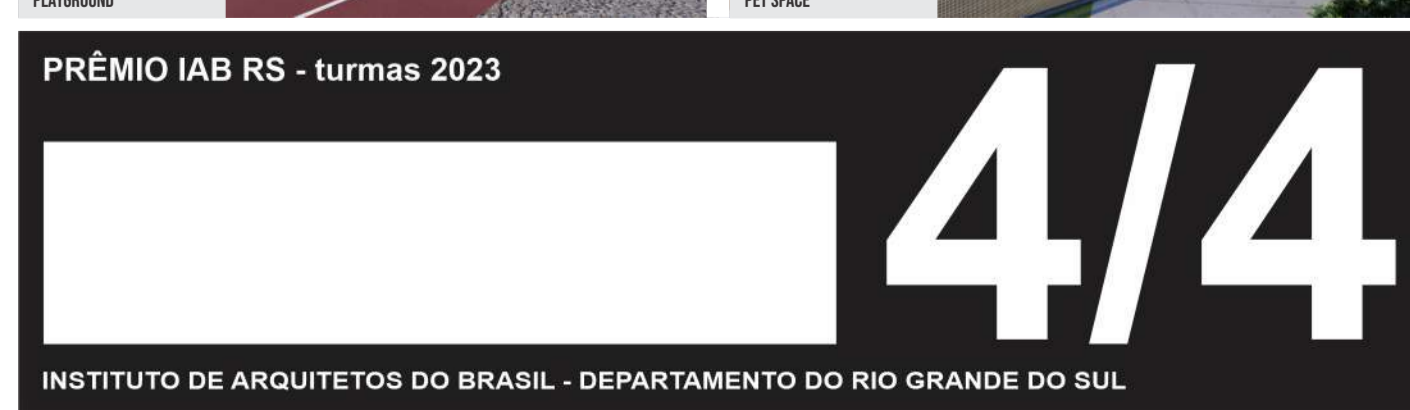 PLAYGROUND
PET SPACE
PRÊMIO IAB RS - turmas 2023
4/4
INSTITUTO DE ARQUITETOS DO BRASIL - DEPARTAMENTO DO RIO GRANDE DO SUL